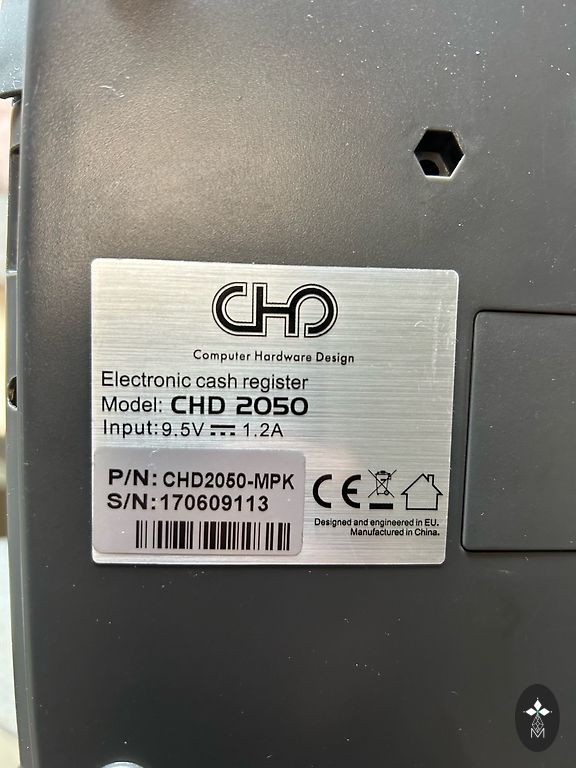 CHD
Computer Hardware Design
Electronic cash register
Model: CHD 2050
Input: 9.5V 1.2A
P/N: CHD2050-MPK
S/N: 170609113
CE
Designed and engineered in EU.
Manufactured in China.
M